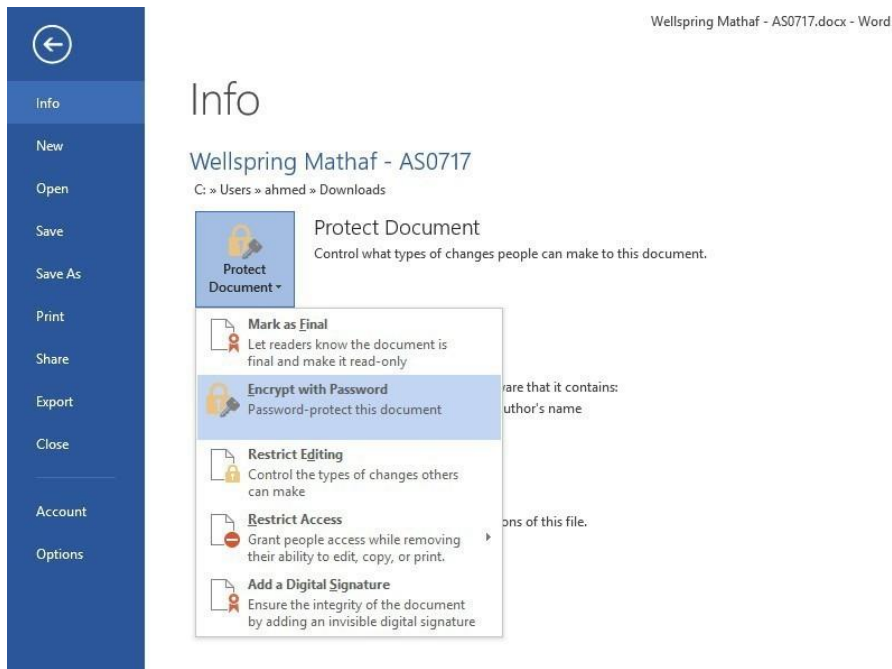 Wellspring Mathaf - AS0717.docx - Word
Info
New
Open
Save
Save As
Print
Share
Export
Close
Account
Options
Info
Wellspring Mathaf - AS0717
C: » Users » ahmed » Downloads
Protect
Document
Protect Document
Control what types of changes people can make to this document.
Mark as Final
Let readers know the document is
final and make it read-only
Encrypt with Password
Password-protect this document
Restrict Editing
Control the types of changes others
can make
Restrict Access
Grant people access while removing
their ability to edit, copy, or print.
Add a Digital Signature
Ensure the integrity of the document
by adding an invisible digital signature
that it contains:
name
of this file.